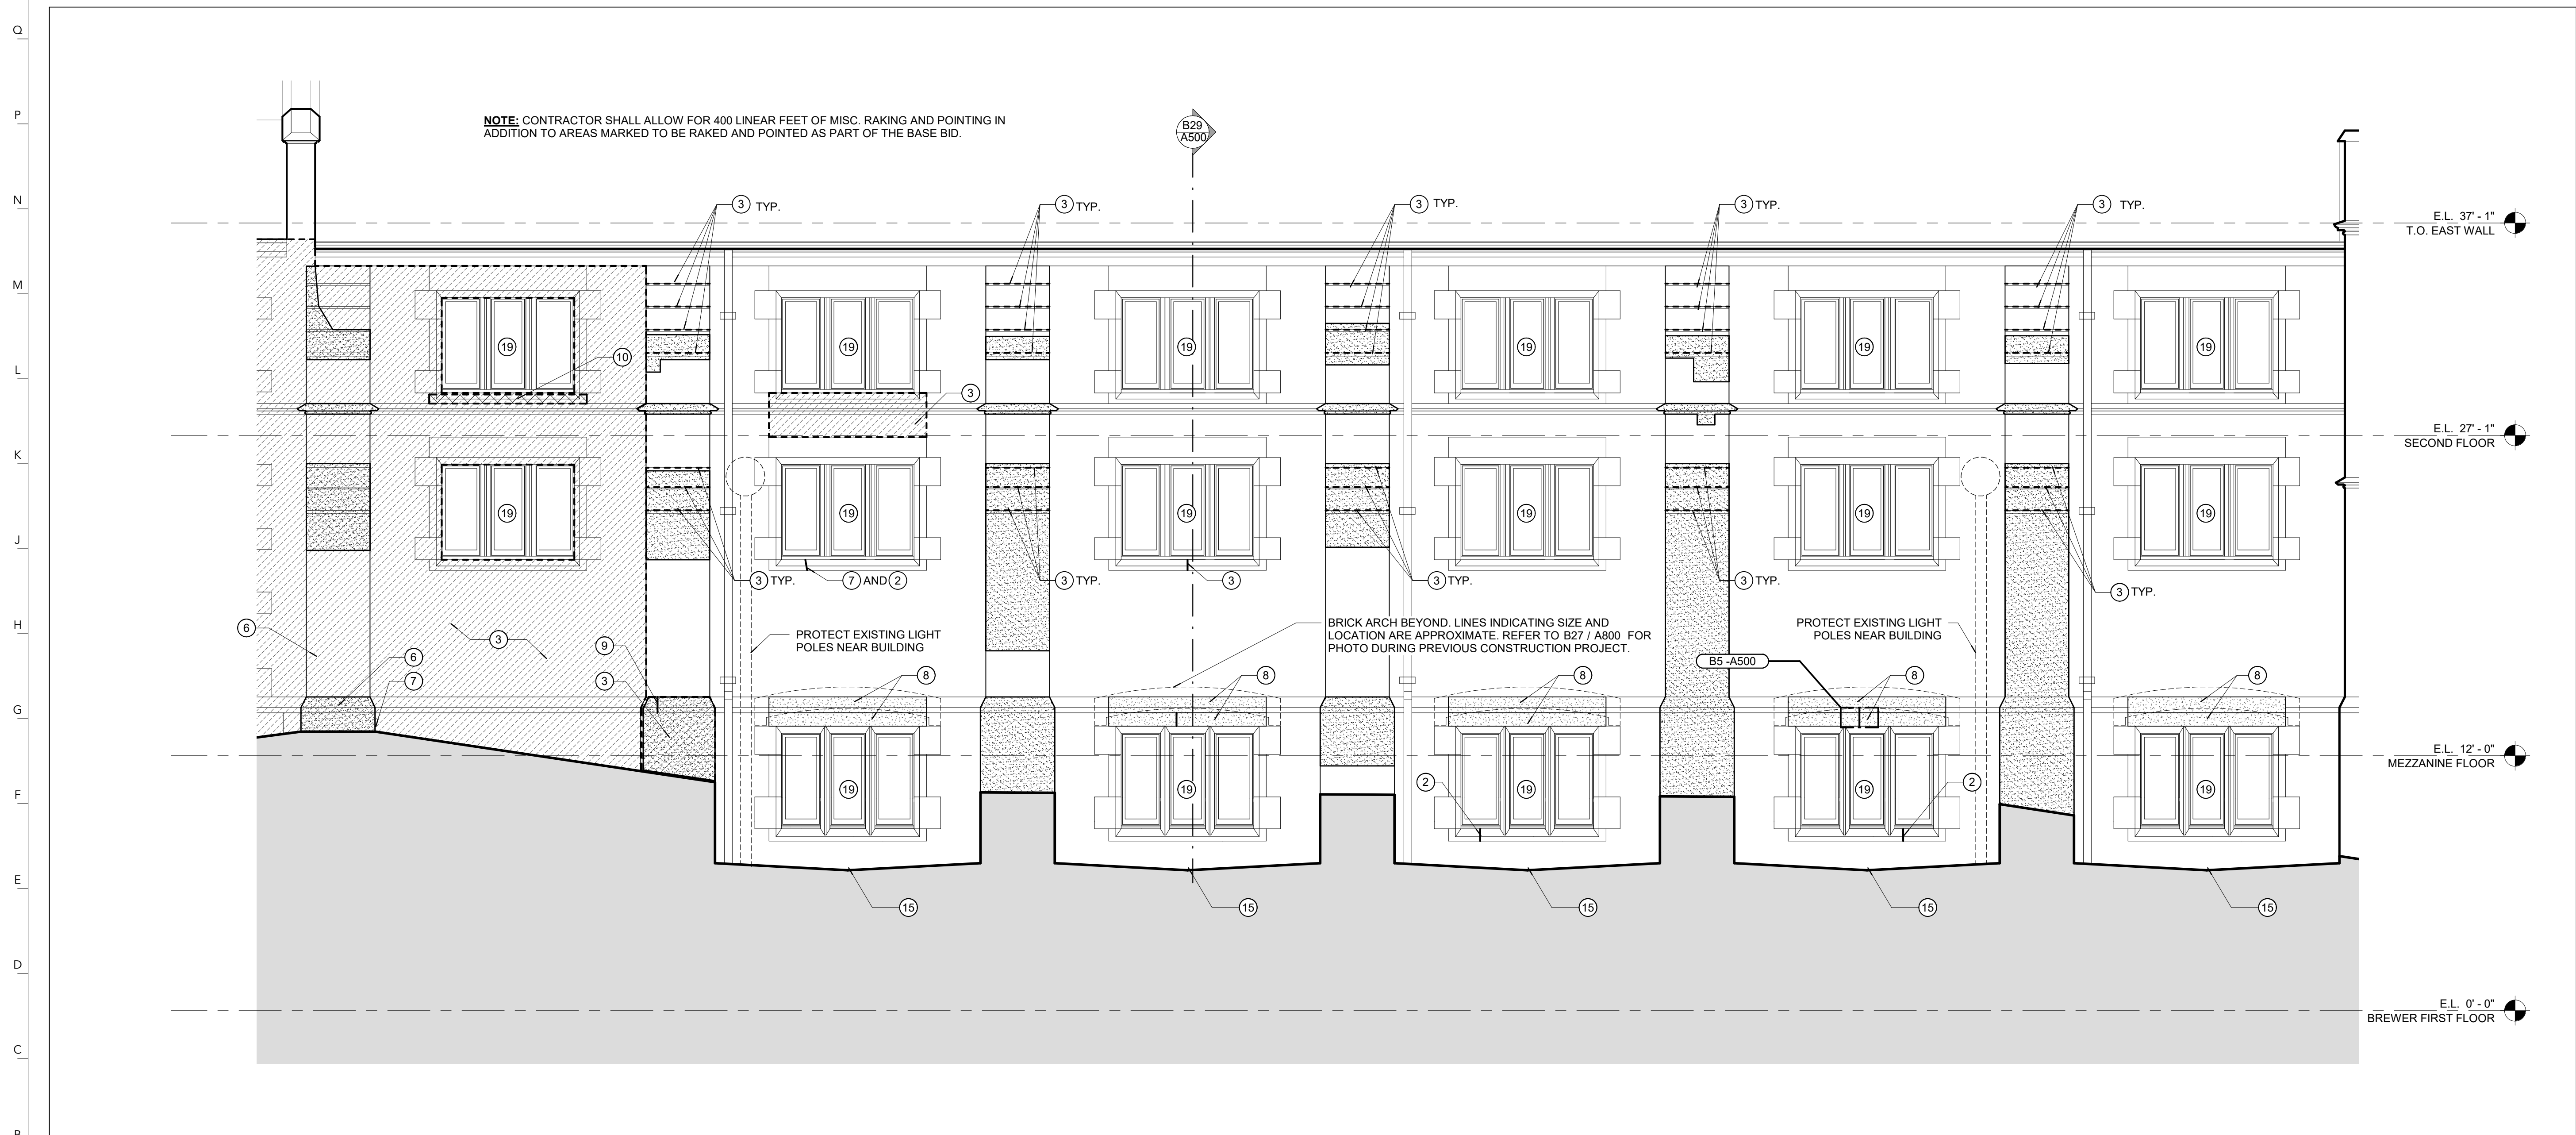 Q
P
NOTE: CONTRACTOR SHALL ALLOW FOR 400 LINEAR FEET OF MISC. RAKING AND POINTING IN
ADDITION TO AREAS MARKED TO BE RAKED AND POINTED AS PART OF THE BASE BID.
B29
A500
N
3 TYP.
3 TYP.
3 TYP.
3 TYP.
3 TYP.
E.L. 37' - 1"
T.O. EAST WALL
M
19
19
19
19
19
19
10
L
3
E.L. 27' - 1"
SECOND FLOOR
K
19
19
19
19
19
19
J
3 TYP.
7 AND 2
3 TYP.
3
3 TYP.
3 TYP.
3 TYP.
H
6
3
9
6
3
7
PROTECT EXISTING LIGHT
POLES NEAR BUILDING
BRICK ARCH BEYOND. LINES INDICATING SIZE AND
LOCATION ARE APPROXIMATE. REFER TO B27 / A800 FOR
PHOTO DURING PREVIOUS CONSTRUCTION PROJECT.
PROTECT EXISTING LIGHT
POLES NEAR BUILDING
B5 -A500
8
8
8
8
8
G
E.L. 12' - 0"
MEZZANINE FLOOR
F
19
19
2
19
19
2
19
E
15
15
15
15
15
D
E.L. 0' - 0"
BREWER FIRST FLOOR
C
B